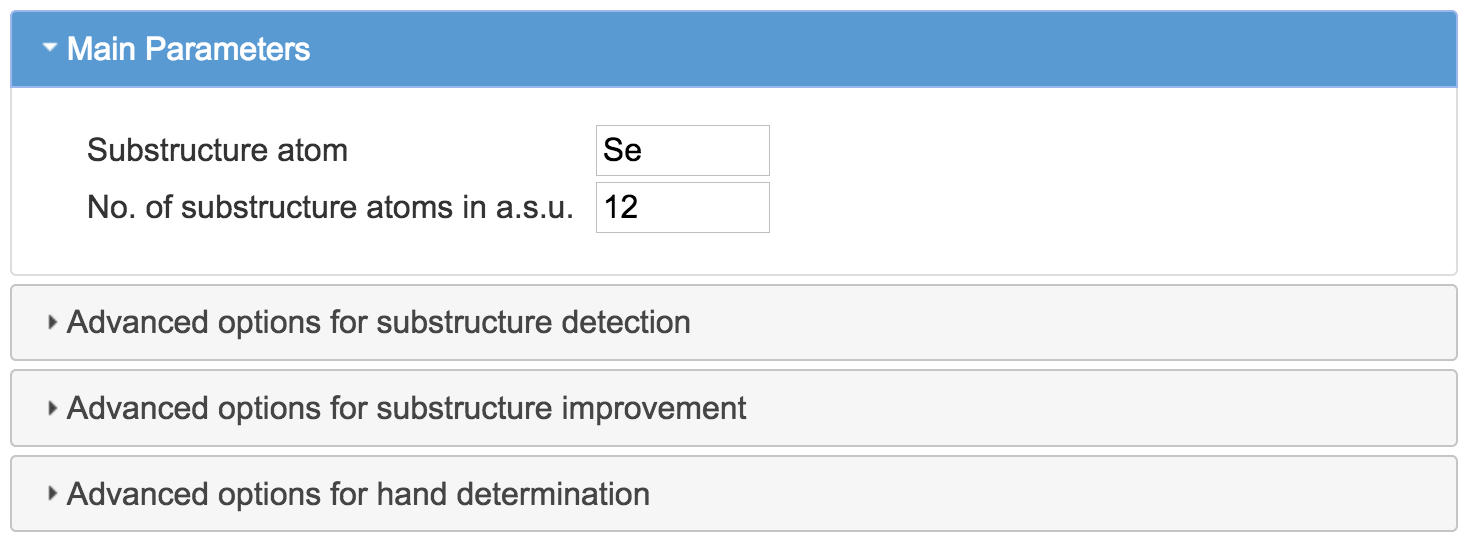 Main Parameters
Substructure atom Se
No. of substructure atoms in a.s.u. 12
Advanced options for substructure detection
Advanced options for substructure improvement
Advanced options for hand determination